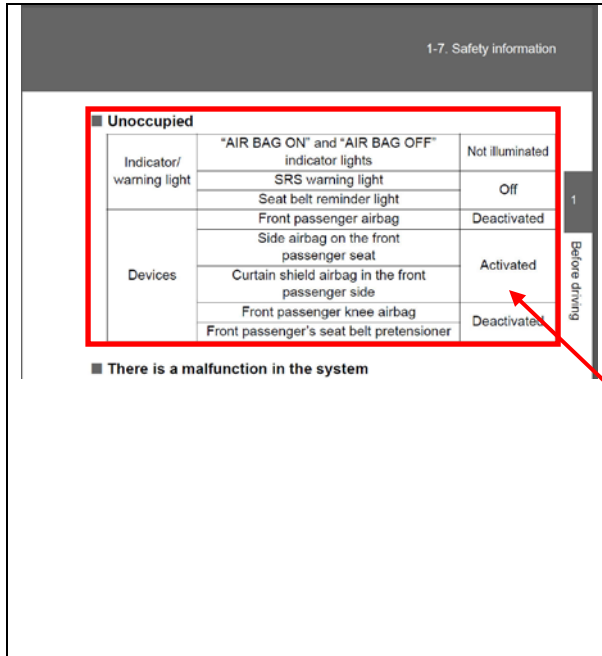 1-7. Safety information
■ Unoccupied
Indicator/
warning light
"AIR BAG ON" and "AIR BAG OFF"
indicator lights
Not illuminated
SRS warning light
Seat belt reminder light
Off
Devices
Front passenger airbag
Deactivated
Side airbag on the front
passenger seat
Curtain shield airbag in the front
passenger side
Activated
Front passenger knee airbag
Front passenger's seat belt pretensioner
Deactivated
■ There is a malfunction in the system
1
Before driving